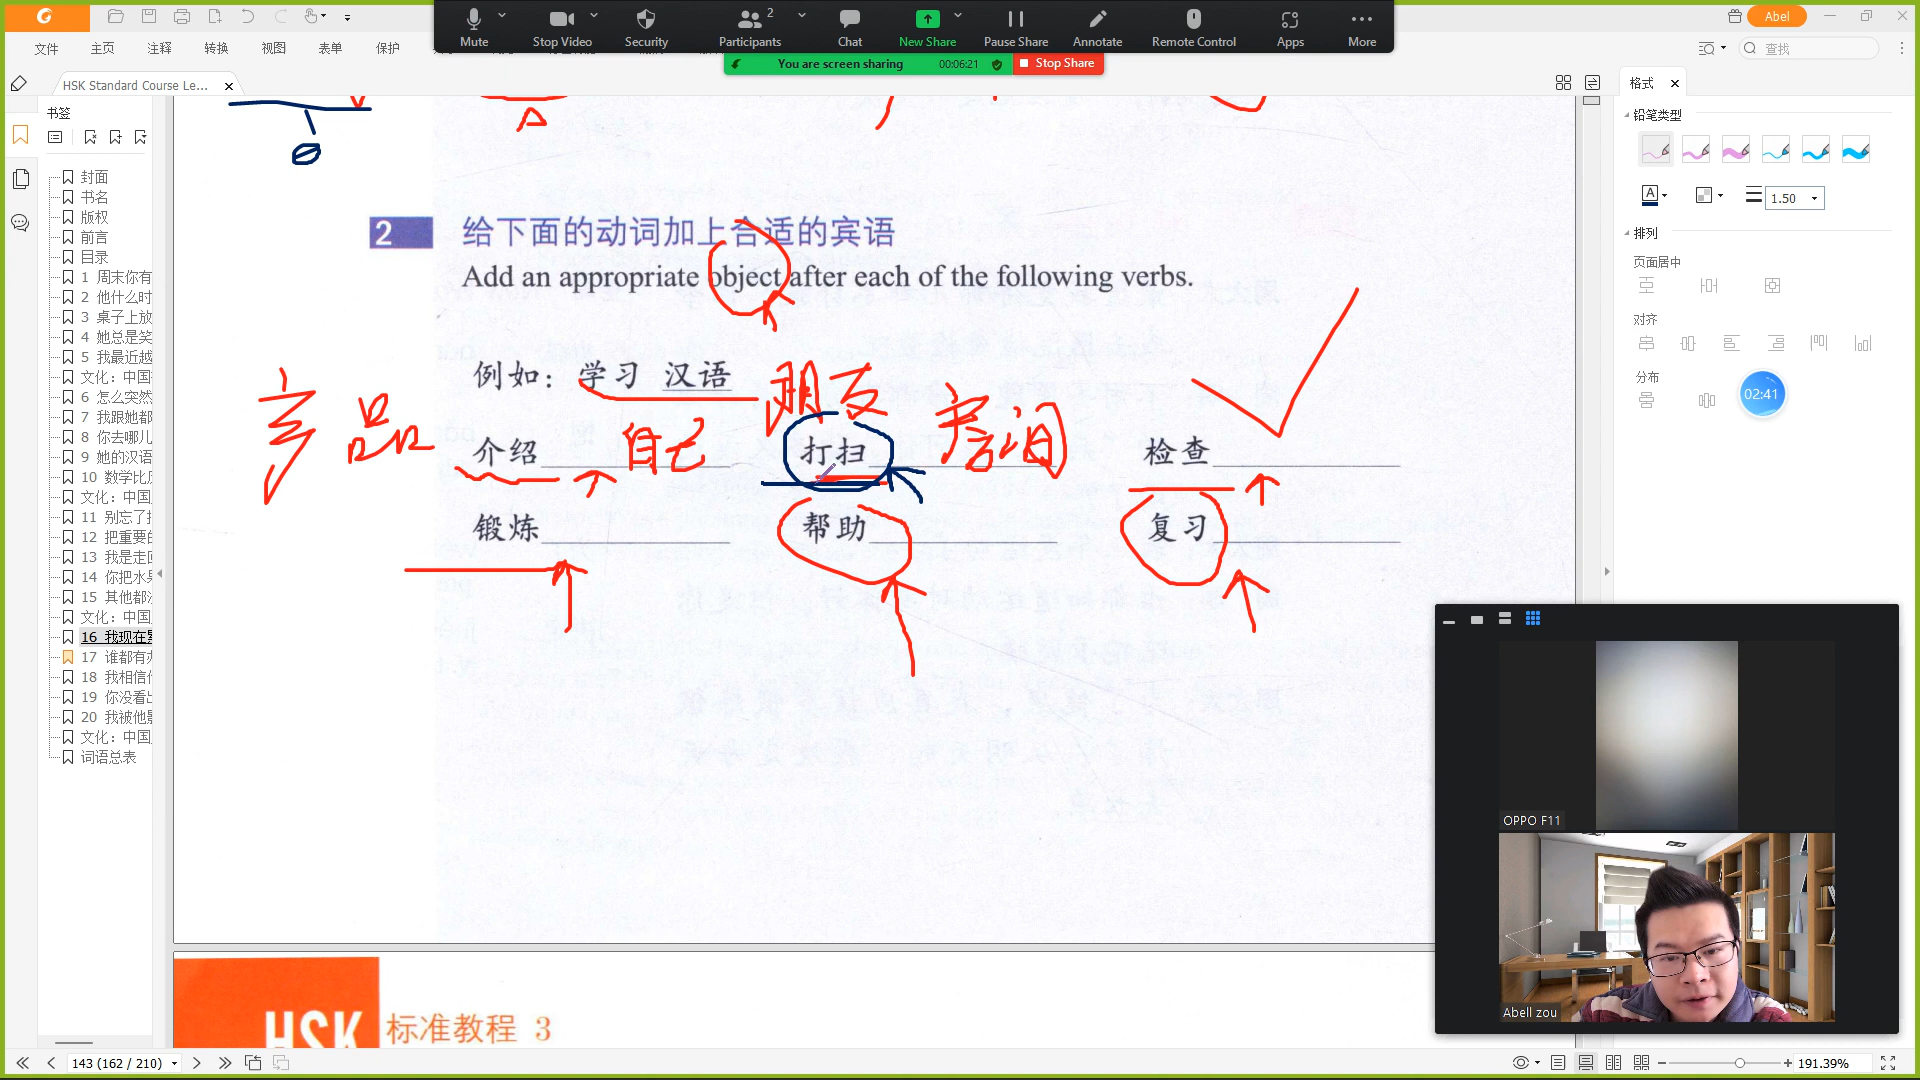 Abel
文件 主页 注释 转换 视图 表单 保护
Mute Stop Video Security Participants 2 Chat New Share Pause Share Annotate Remote Control Apps More
You are screen sharing 00:06:21 Stop Share
查找
HSK Standard Course Le...
格式
书签
封面
书名
版权
前言
目录
1 周末你有
2 他什么时
3 桌子上放
4 她总是笑
5 我最近越
文化：中国
6 怎么突然
7 我跟她都
8 你去哪儿
9 她的汉语
10 数学比
文化：中国
11 别忘了
12 把重要的
13 我是走
14 你把水
15 其他都
文化：中国
16 我现在
17 谁都有
18 我相信
19 你没看
20 我被他
文化：中国
词语总表
2 给下面的动词加上合适的宾语
Add an appropriate object after each of the following verbs.
例如：学习 汉语
朋友
产品 介绍 自己 打扫 房间 检查
锻炼 帮助 复习
HSK 标准教程 3
铅笔类型
1.50
排列
页面居中
对齐
分布
02:41
OPPO F11
Abell zou
143 (162 / 210)
191.39%